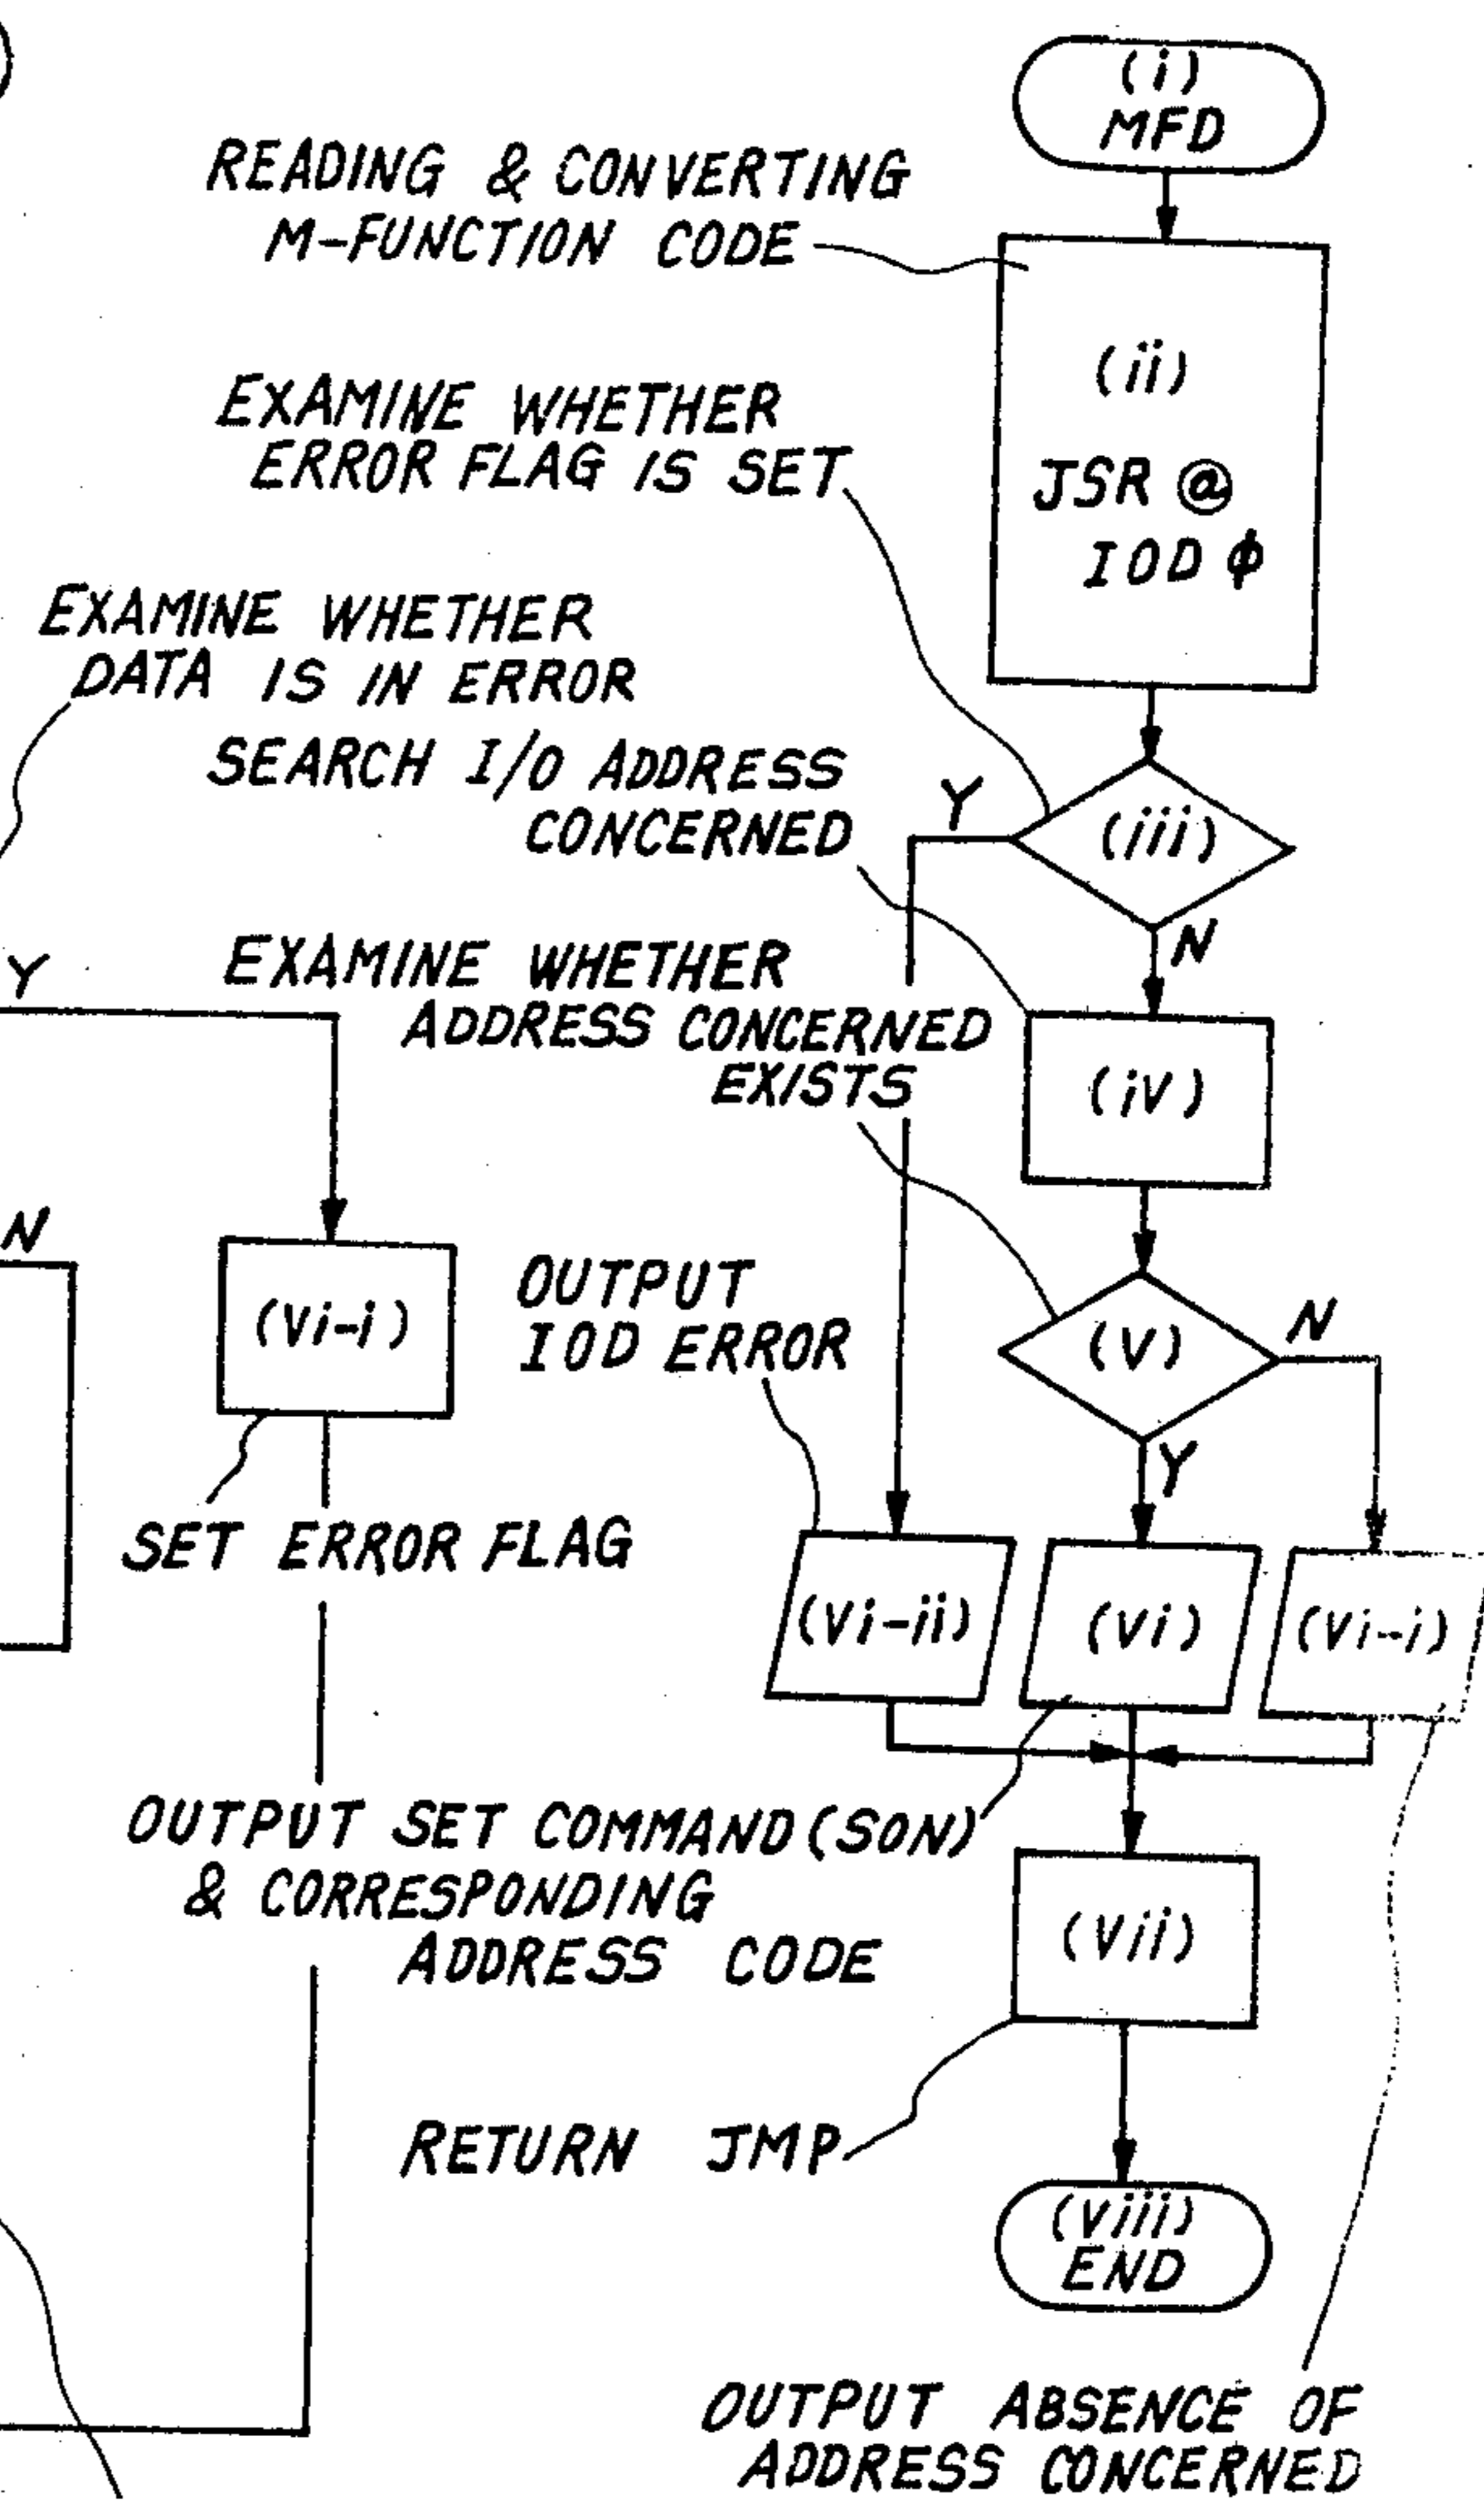 (i)
MFD
READING & CONVERTING
M-FUNCTION CODE
(ii)
JSR @
IOD φ
EXAMINE WHETHER
ERROR FLAG IS SET
EXAMINE WHETHER
DATA IS IN ERROR
SEARCH I/O ADDRESS
CONCERNED
Y
(iii)
N
EXAMINE WHETHER
ADDRESS CONCERNED
EXISTS
Y
(iv)
N
(vi-i)
OUTPUT
IOD ERROR
(v)
N
Y
SET ERROR FLAG
(vi-ii)
(vi)
(vi-i)
OUTPUT SET COMMAND (SON)
& CORRESPONDING
ADDRESS CODE
(vii)
RETURN JMP
(viii)
END
OUTPUT ABSENCE OF
ADDRESS CONCERNED